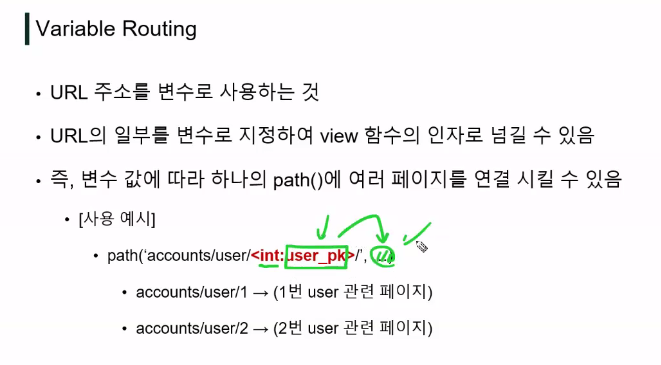 Variable Routing
• URL 주소를 변수로 사용하는 것
• URL의 일부를 변수로 지정하여 view 함수의 인자로 넘길 수 있음
• 즉, 변수 값에 따라 하나의 path()에 여러 페이지를 연결 시킬 수 있음
• [사용 예시]
• path(‘accounts/user/<int:user_pk>/’, ...)
• accounts/user/1 → (1번 user 관련 페이지)
• accounts/user/2 → (2번 user 관련 페이지)